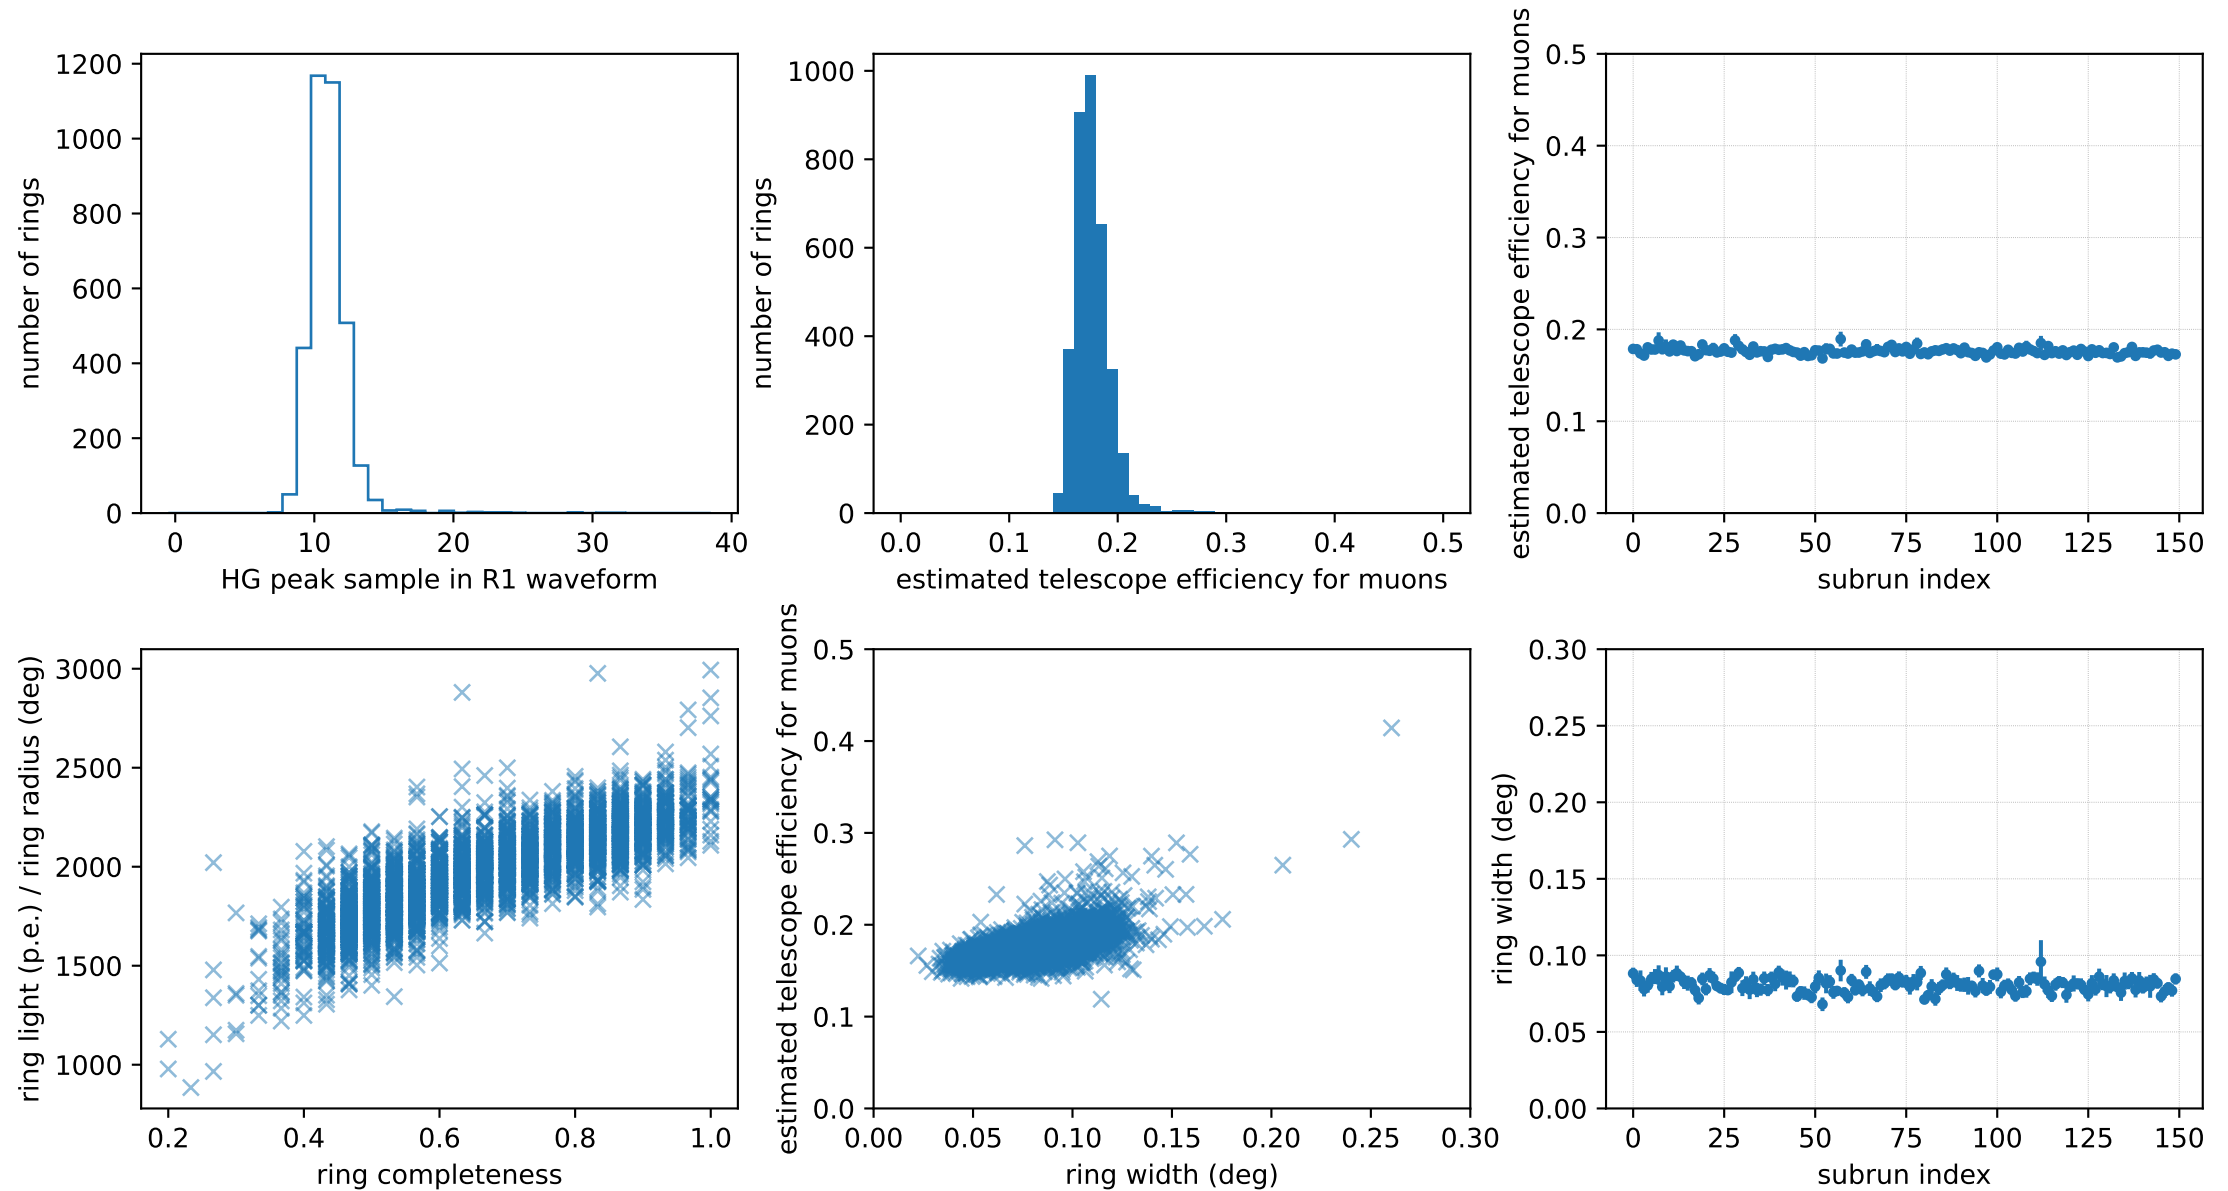 number of rings
1200
1000
800
600
400
200
0
0 10 20 30 40
HG peak sample in R1 waveform
number of rings
1000
800
600
400
200
0
0.0 0.1 0.2 0.3 0.4 0.5
estimated telescope efficiency for muons
estimated telescope efficiency for muons
0.5
0.4
0.3
0.2
0.1
0.0
0 25 50 75 100 125 150
subrun index
ring light (p.e.) / ring radius (deg)
3000
2500
2000
1500
1000
0.2 0.4 0.6 0.8 1.0
ring completeness
estimated telescope efficiency for muons
0.5
0.4
0.3
0.2
0.1
0.0
0.00 0.05 0.10 0.15 0.20 0.25 0.30
ring width (deg)
ring width (deg)
0.30
0.25
0.20
0.15
0.10
0.05
0.00
0 25 50 75 100 125 150
subrun index